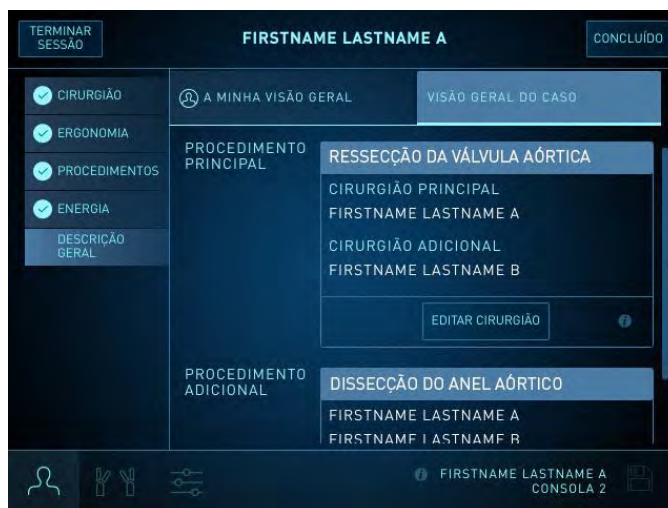 TERMINAR
SESSÃO
FIRSTNAME LASTNAME A
CONCLUÍDO
CIRURGIÃO
ERGONOMIA
PROCEDIMENTOS
ENERGIA
DESCRIÇÃO
GERAL
A MINHA VISÃO GERAL
VISÃO GERAL DO CASO
PROCEDIMENTO
PRINCIPAL
RESSECÇÃO DA VÁLVULA AÓRTICA
CIRURGIÃO PRINCIPAL
FIRSTNAME LASTNAME A
CIRURGIÃO ADICIONAL
FIRSTNAME LASTNAME B
EDITAR CIRURGIÃO
PROCEDIMENTO
ADICIONAL
DISSECÇÃO DO ANEL AÓRTICO
FIRSTNAME LASTNAME A
FIRSTNAME LASTNAME B
FIRSTNAME LASTNAME A
CONSOLA 2